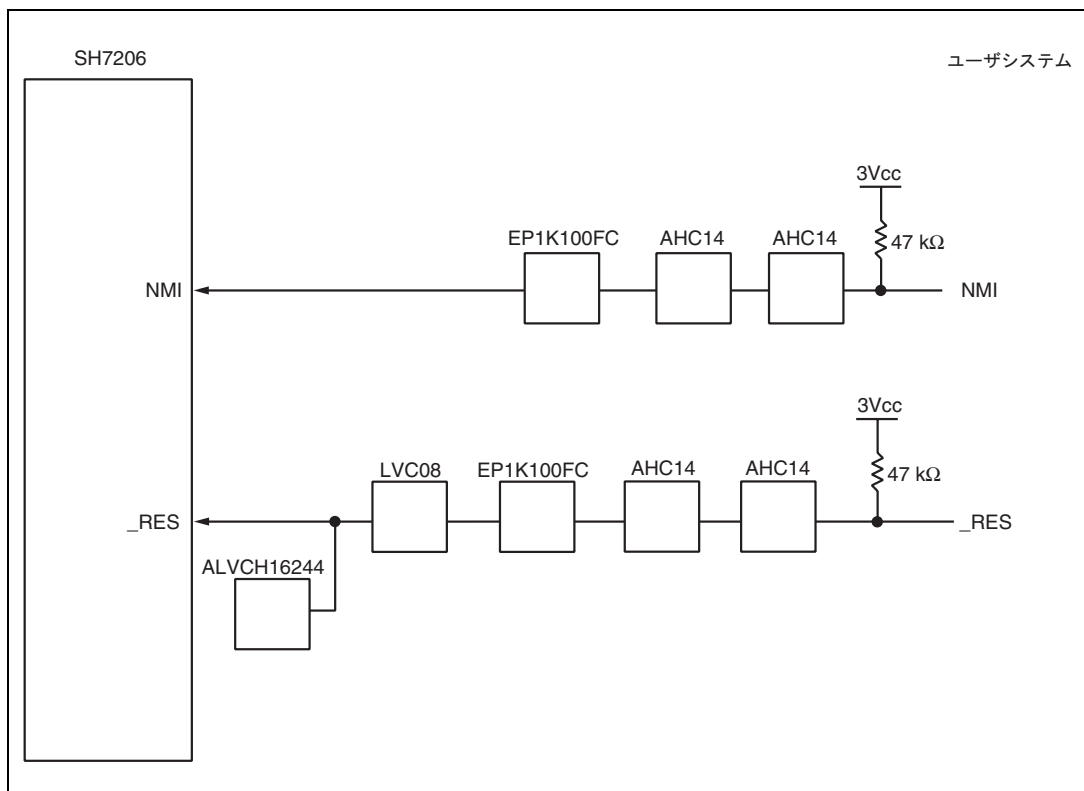 SH7206
ユーザシステム
3Vcc
47 kΩ
EP1K100FC
AHC14
AHC14
NMI
NMI
3Vcc
47 kΩ
LVC08
EP1K100FC
AHC14
AHC14
_RES
_RES
ALVCH16244